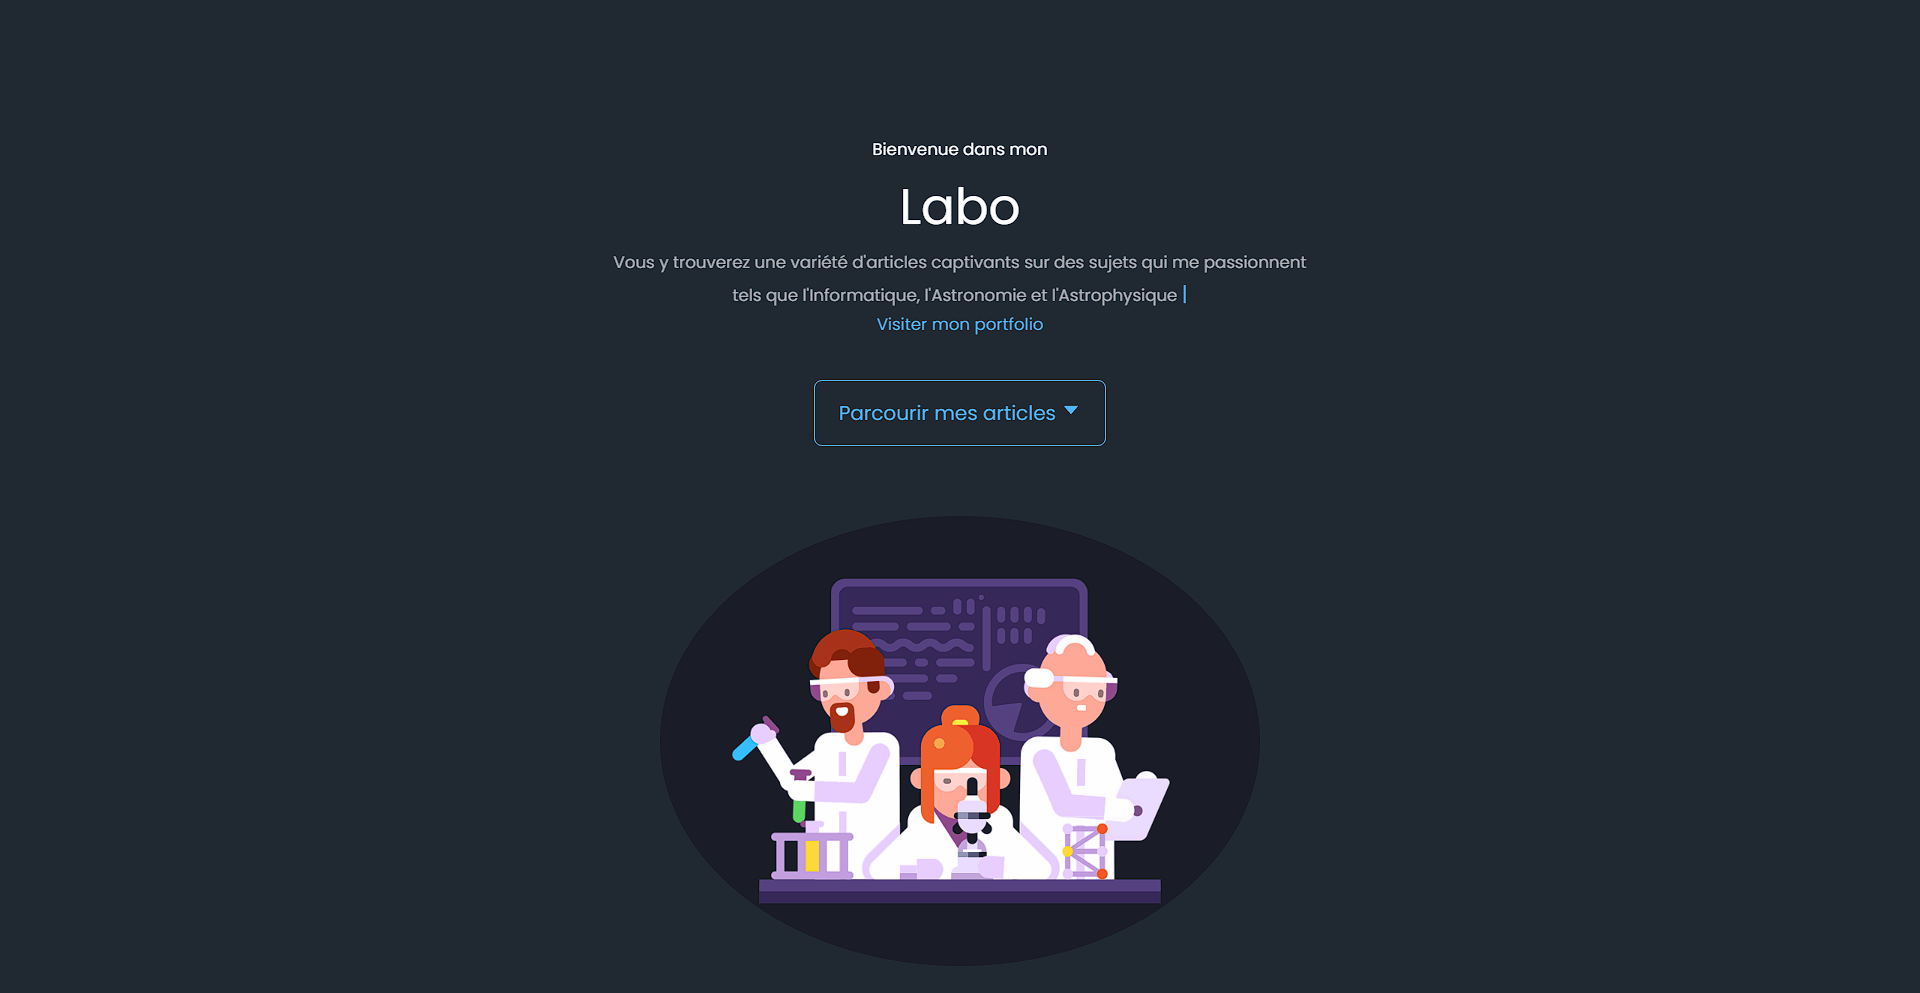 Bienvenue dans mon
Labo
Vous y trouverez une variété d'articles captivants sur des sujets qui me passionnent
tels que l'Informatique, l'Astronomie et l'Astrophysique
Visiter mon portfolio
Parcourir mes articles